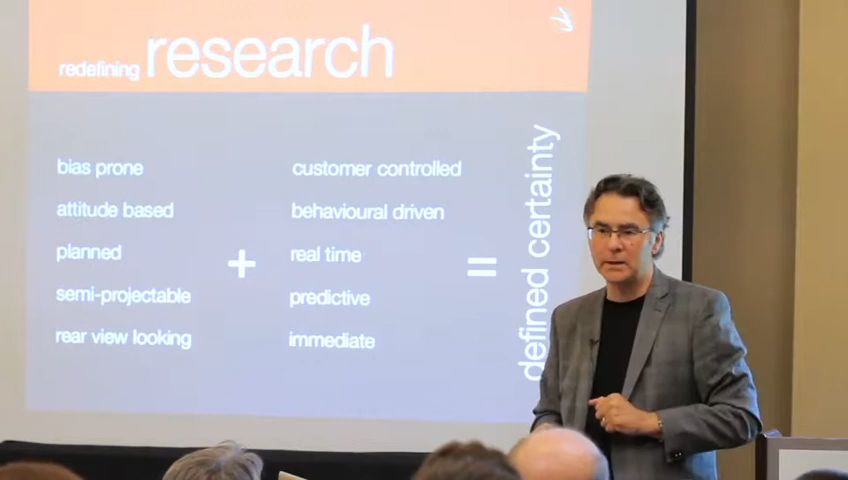 redefining research
bias prone
attitude based
planned
semi-projectable
rear view looking
+
customer controlled
behavioural driven
real time
predictive
immediate
=
defined certainty